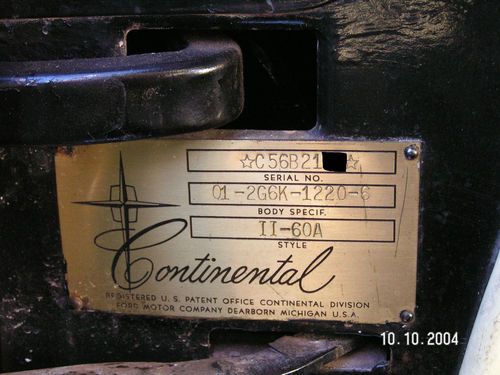 ☆C56B21 ☆
SERIAL NO.
01-2G6K-1220-6
BODY SPECIF.
II-60A
STYLE
Continental
REGISTERED U.S. PATENT OFFICE CONTINENTAL DIVISION
FORD MOTOR COMPANY DEARBORN MICHIGAN U.S.A.
10.10.2004